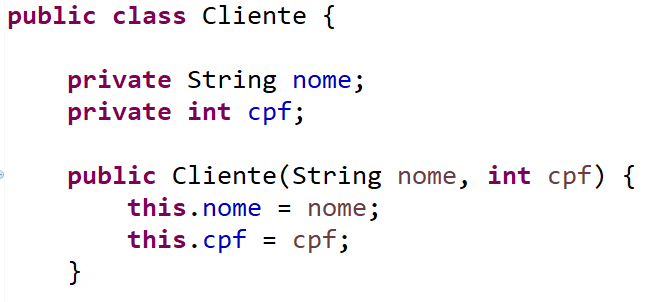 public class Cliente {
private String nome;
private int cpf;
public Cliente(String nome, int cpf) {
this.nome = nome;
this.cpf = cpf;
}